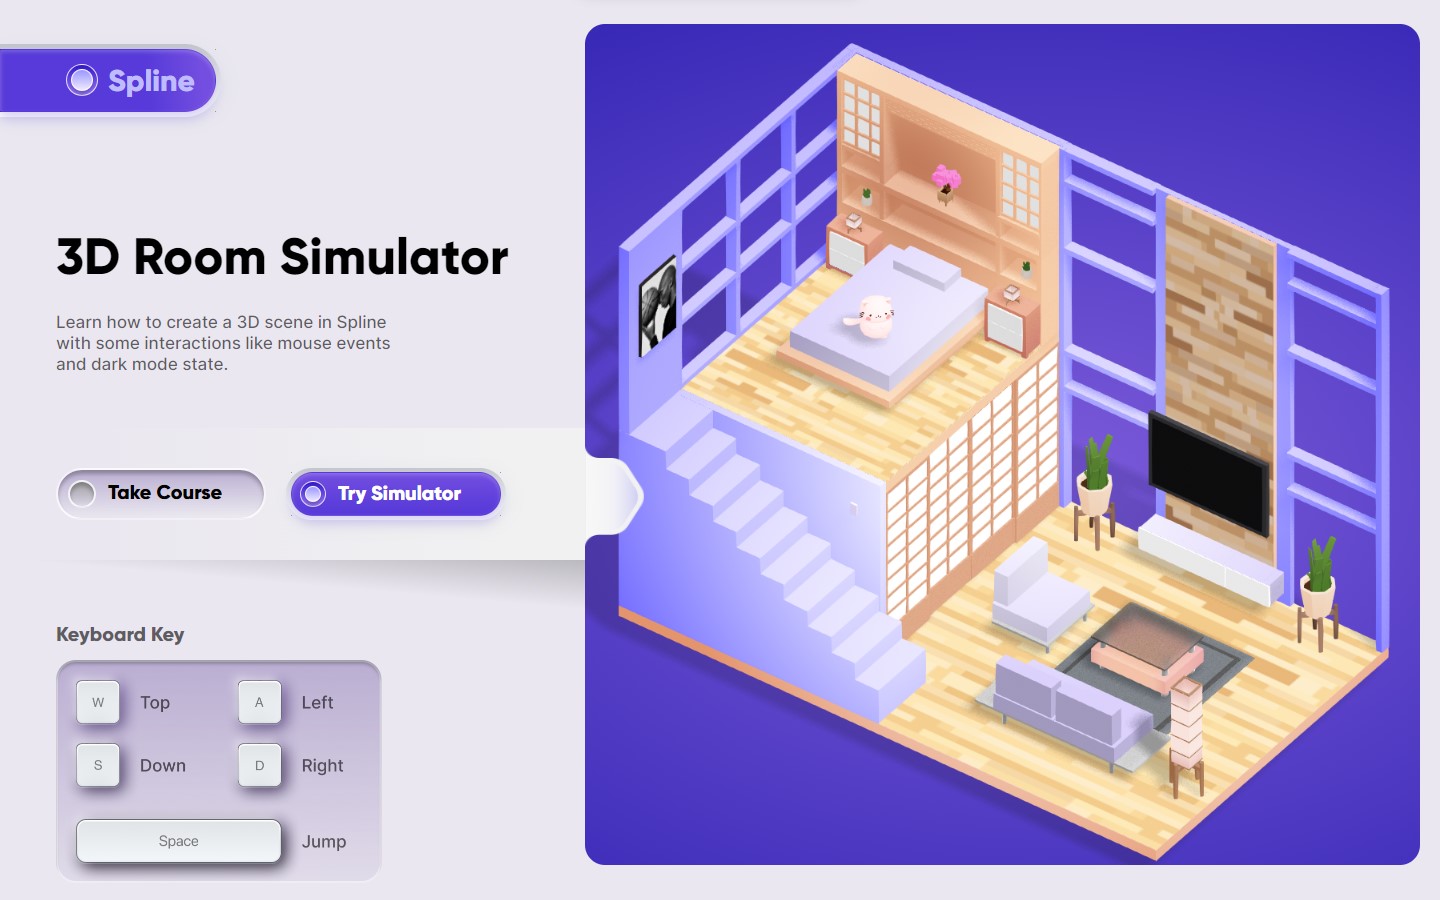 Spline
3D Room Simulator
Learn how to create a 3D scene in Spline
with some interactions like mouse events
and dark mode state.
Take Course
Try Simulator
Keyboard Key
W Top A Left
S Down D Right
Space Jump